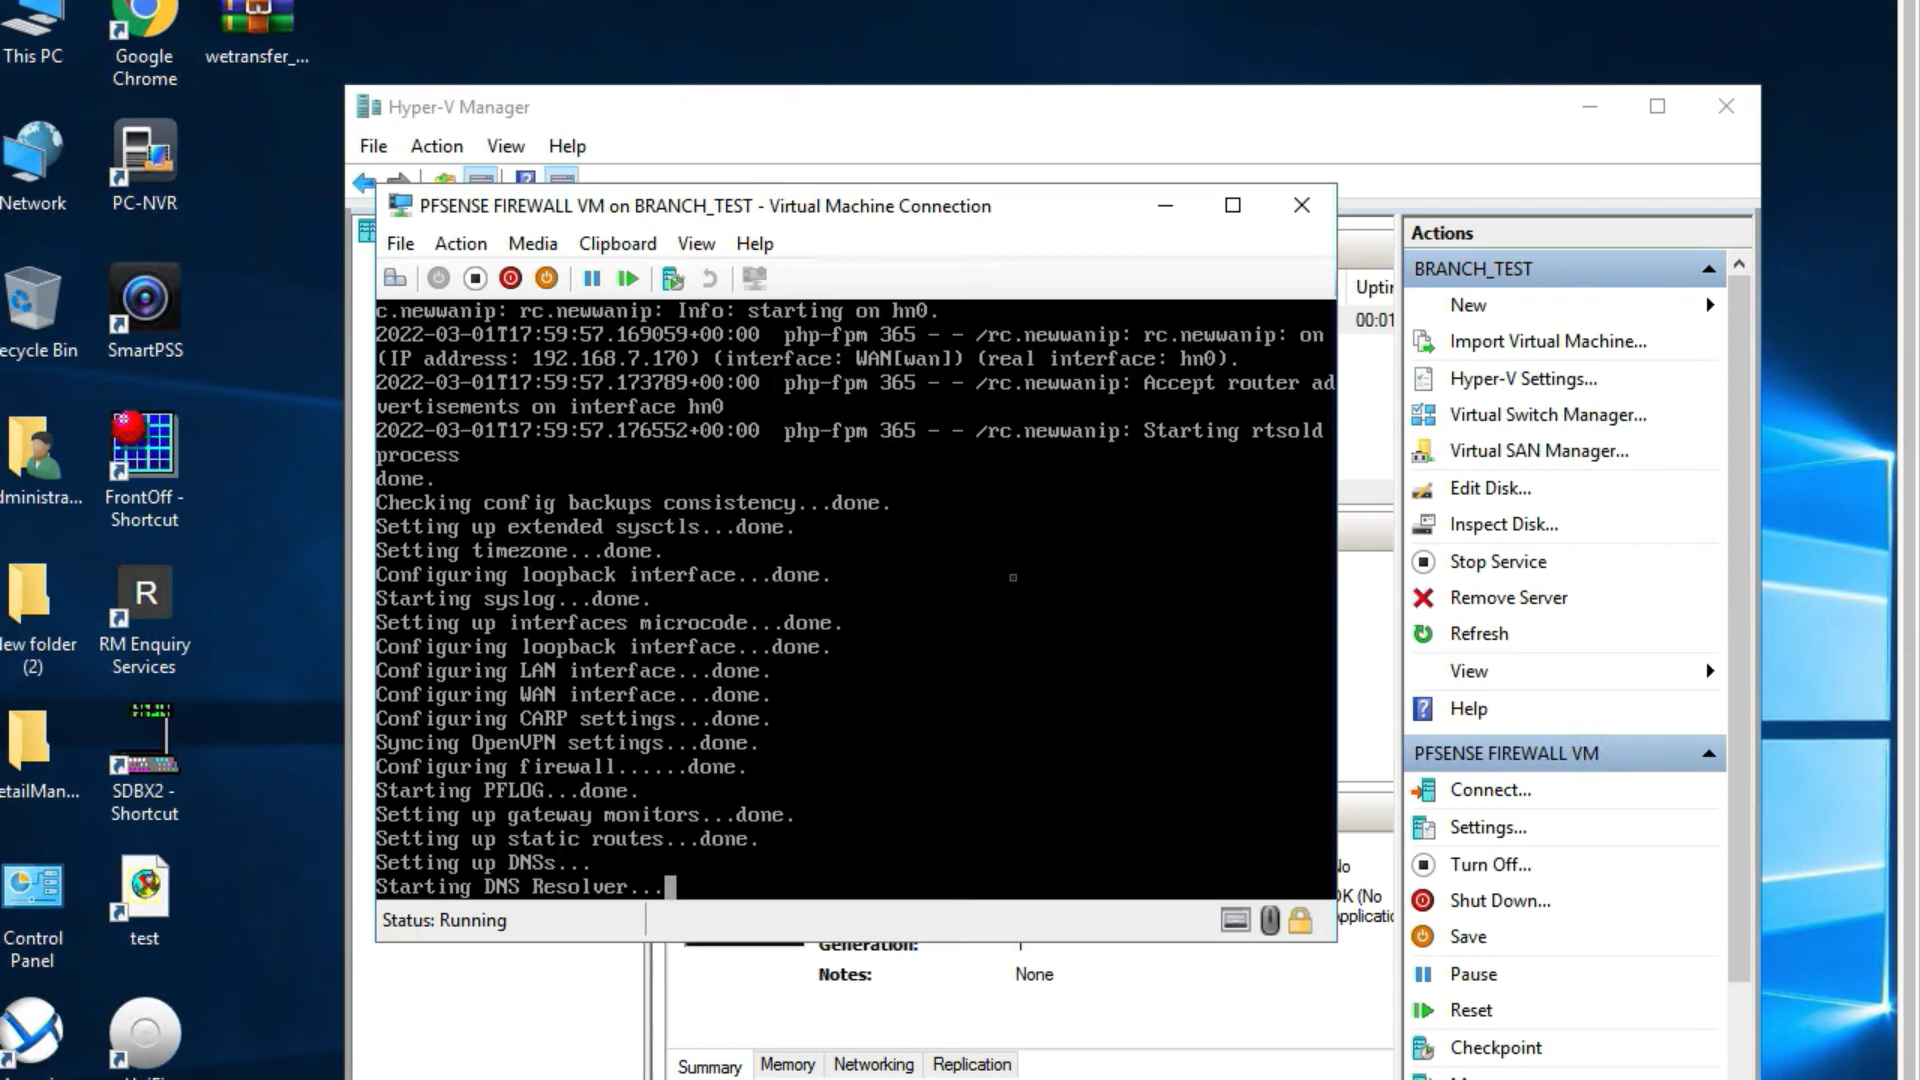 This PC
Google
Chrome
wetransfer_...
Network
PC-NVR
ecycle Bin
SmartPSS
dministra...
FrontOff -
Shortcut
lew folder
(2)
RM Enquiry
Services
R
etailMan...
SDBX2 -
Shortcut
Control
Panel
test
Hyper-V Manager
File Action View Help
PFSENSE FIREWALL VM on BRANCH_TEST - Virtual Machine Connection
File Action Media Clipboard View Help
c.newwanip: rc.newwanip: Info: starting on hn0.
2022-03-01T17:59:57.169059+00:00 php-fpm 365 - - /rc.newwanip: rc.newwanip: on
(IP address: 192.168.7.170) (interface: WAN[wan]) (real interface: hn0).
2022-03-01T17:59:57.173789+00:00 php-fpm 365 - - /rc.newwanip: Accept router ad
vertisements on interface hn0
2022-03-01T17:59:57.176552+00:00 php-fpm 365 - - /rc.newwanip: Starting rtsold
process
done.
Checking config backups consistency...done.
Setting up extended sysctls...done.
Setting timezone...done.
Configuring loopback interface...done.
Starting syslog...done.
Setting up interfaces microcode...done.
Configuring loopback interface...done.
Configuring LAN interface...done.
Configuring WAN interface...done.
Configuring CARP settings...done.
Syncing OpenVPN settings...done.
Configuring firewall......done.
Starting PFLOG...done.
Setting up gateway monitors...done.
Setting up static routes...done.
Setting up DNSs...
Starting DNS Resolver...
Status: Running
Uptir
00:01
No
OK (No
Applicatio
Generation: 1
Notes: None
Summary Memory Networking Replication
Actions
BRANCH_TEST
New
Import Virtual Machine...
Hyper-V Settings...
Virtual Switch Manager...
Virtual SAN Manager...
Edit Disk...
Inspect Disk...
Stop Service
Remove Server
Refresh
View
Help
PFSENSE FIREWALL VM
Connect...
Settings...
Turn Off...
Shut Down...
Save
Pause
Reset
Checkpoint